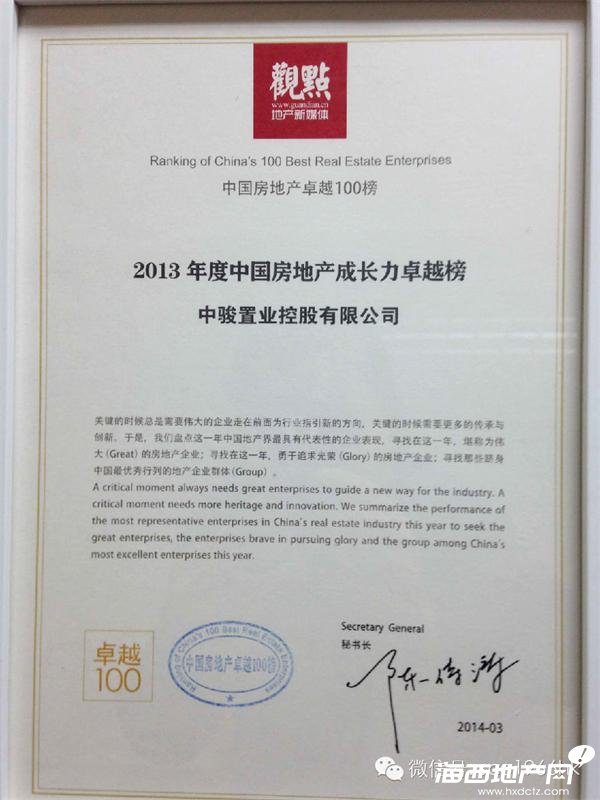 觀點
www.guandian.cn
地产新媒体
Ranking of China's 100 Best Real Estate Enterprises
中国房地产卓越100榜
2013 年度中国房地产成长力卓越榜
中骏置业控股有限公司
关键的时候总是需要伟大的企业走在前面为行业指引新的方向，关键的时候需要更多的传承与
创新。于是，我们盘点这一年中国地产界最具有代表性的企业表现，寻找在这一年，堪称为伟
大 (Great) 的房地产企业；寻找在这一年，勇于追求光荣 (Glory) 的房地产企业；寻找那些跻身
中国最优秀行列的地产企业群体 (Group) 。
A critical moment always needs great enterprises to guide a new way for the industry. A
critical moment needs more heritage and innovation. We summarize the performance of
the most representative enterprises in China's real estate industry this year to seek the
great enterprises, the enterprises brave in pursuing glory and the group among China's
most excellent enterprises this year.
卓越
100
Ranking of China's 100 Best Real Estate Enterprises
中国房地产卓越100榜
Secretary General
秘书长
2014-03
微信号
海西地产网!
www.hxdctz.com